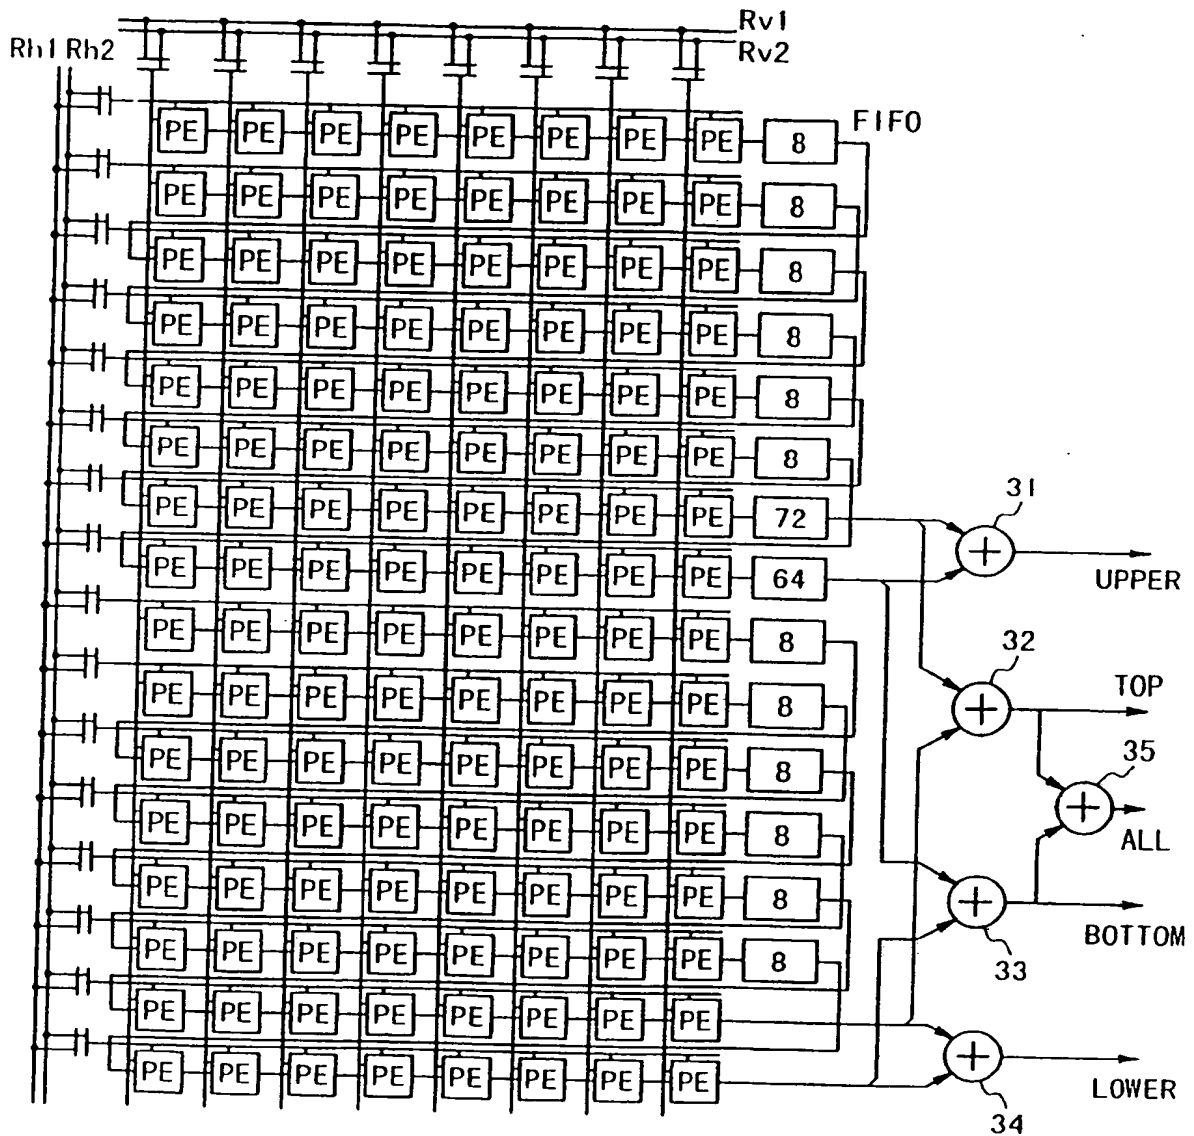 Rv1
Rh1 Rh2 Rv2
PE PE PE PE PE PE PE PE 8 FIFO
PE PE PE PE PE PE PE PE 8
PE PE PE PE PE PE PE PE 8
PE PE PE PE PE PE PE PE 8
PE PE PE PE PE PE PE PE 8
PE PE PE PE PE PE PE PE 8
PE PE PE PE PE PE PE PE 72
31
+
PE PE PE PE PE PE PE PE 64
UPPER
PE PE PE PE PE PE PE PE 8
32
PE PE PE PE PE PE PE PE 8
+
TOP
PE PE PE PE PE PE PE PE 8
35
+
PE PE PE PE PE PE PE PE 8
ALL
PE PE PE PE PE PE PE PE 8
+
BOTTOM
PE PE PE PE PE PE PE PE 8
33
PE PE PE PE PE PE PE PE
+
PE PE PE PE PE PE PE PE
LOWER
34